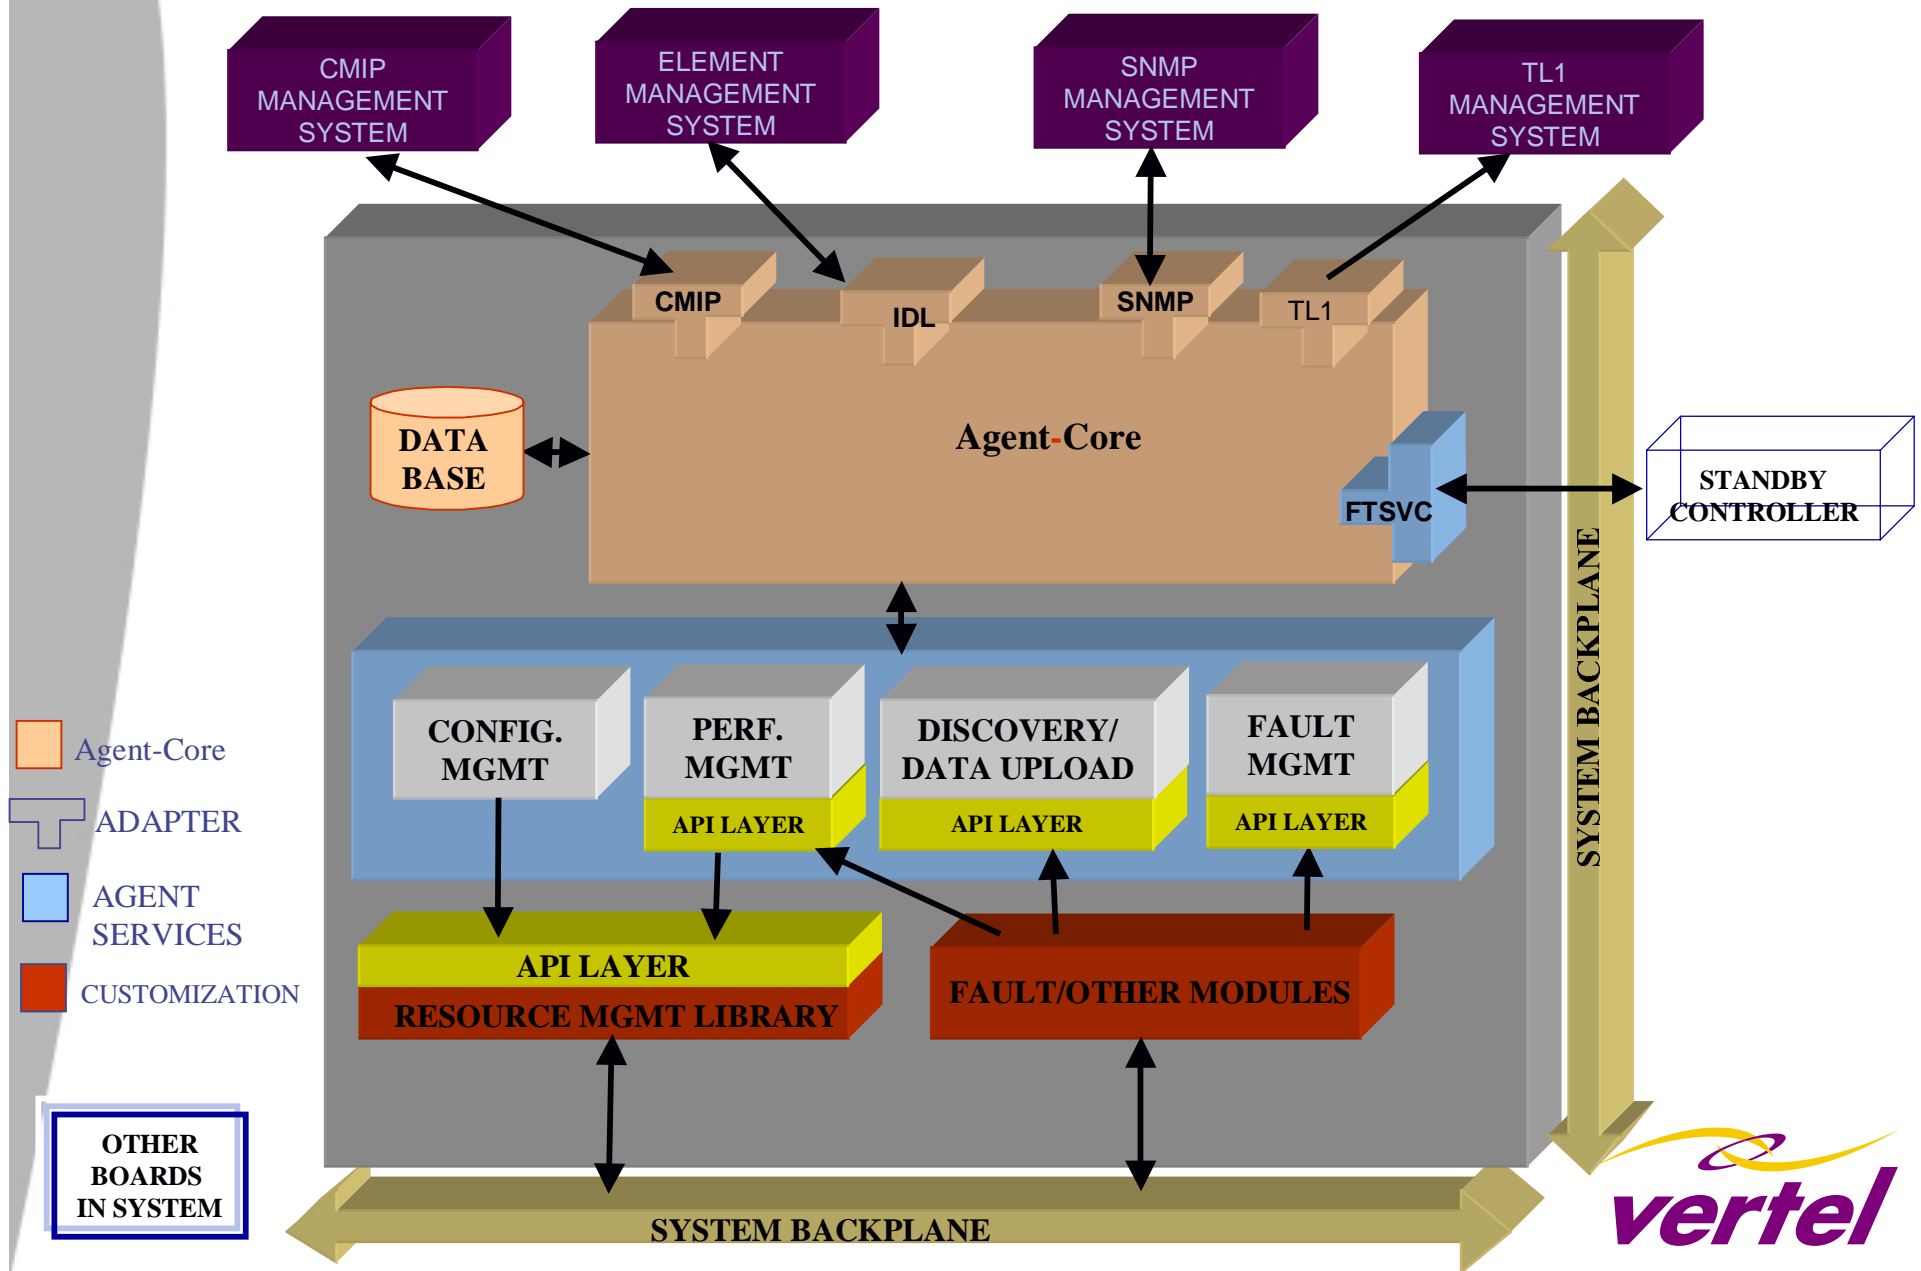 CMIP
MANAGEMENT
SYSTEM
ELEMENT
MANAGEMENT
SYSTEM
SNMP
MANAGEMENT
SYSTEM
TL1
MANAGEMENT
SYSTEM
CMIP
IDL
SNMP
TL1
DATA
BASE
Agent-Core
FTSVC
STANDBY
CONTROLLER
SYSTEM BACKPLANE
CONFIG.
MGMT
PERF.
MGMT
API LAYER
DISCOVERY/
DATA UPLOAD
API LAYER
FAULT
MGMT
API LAYER
API LAYER
RESOURCE MGMT LIBRARY
FAULT/OTHER MODULES
Agent-Core
ADAPTER
AGENT
SERVICES
CUSTOMIZATION
OTHER
BOARDS
IN SYSTEM
SYSTEM BACKPLANE
vertel